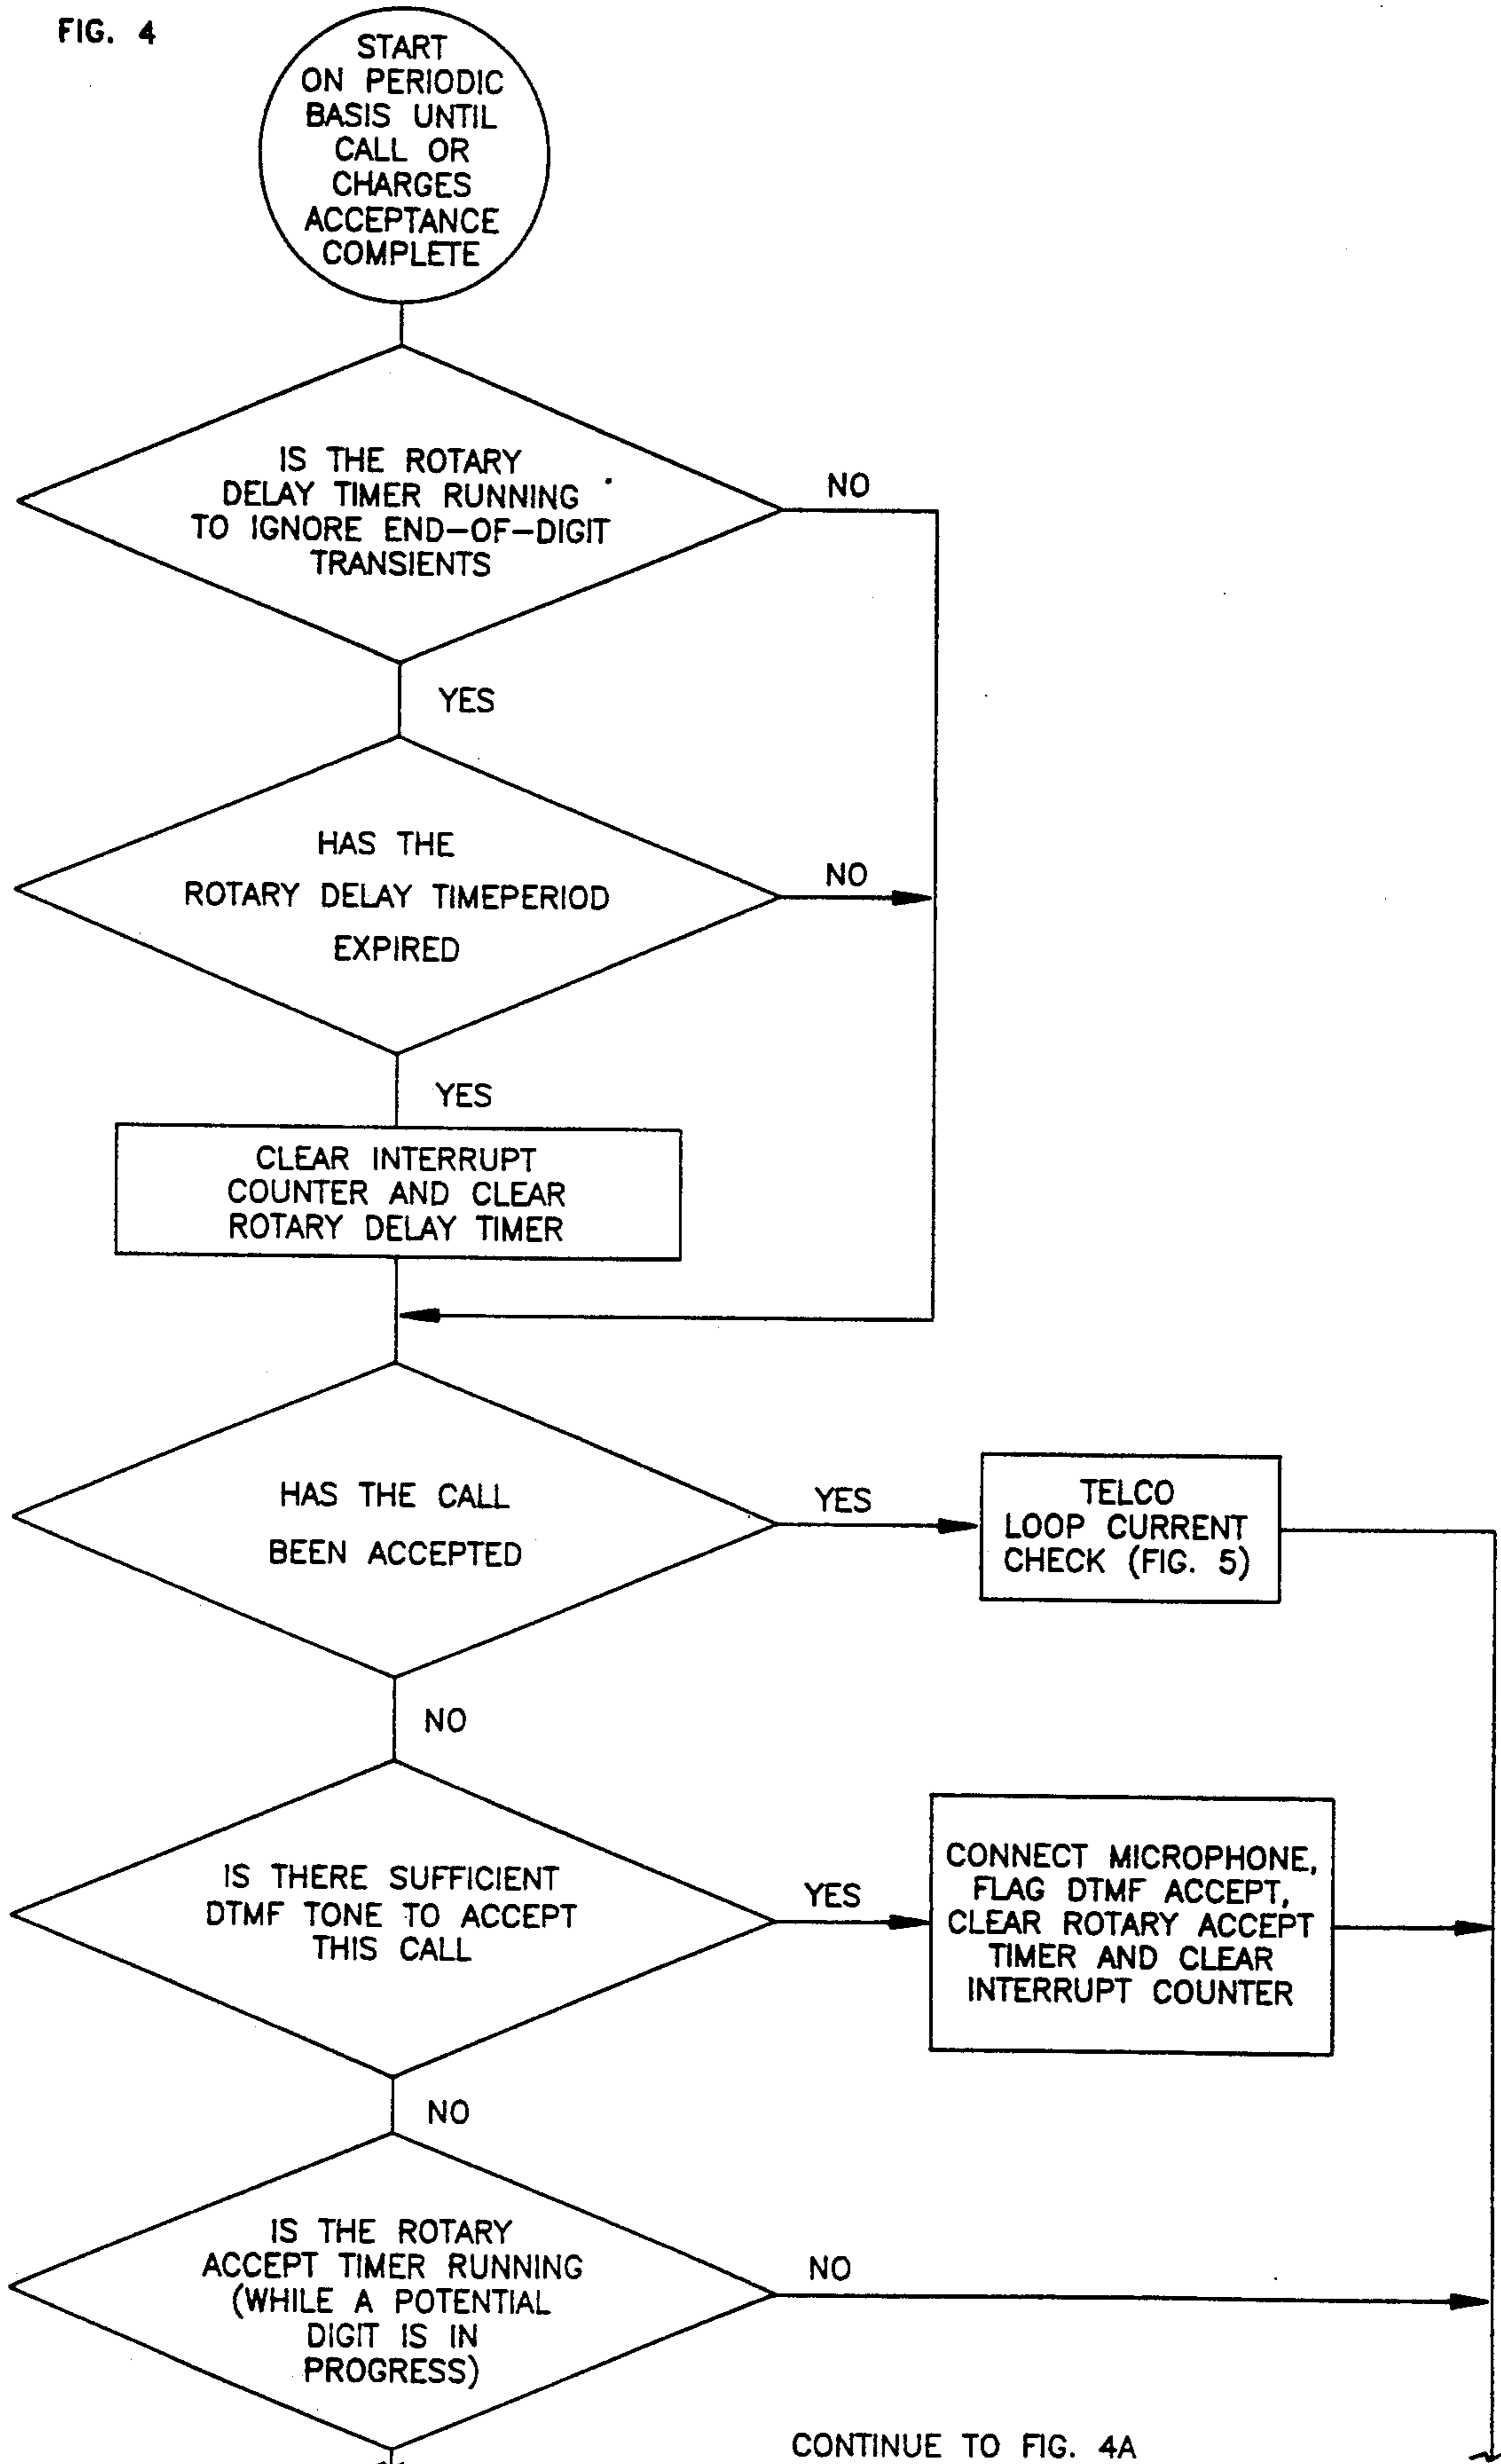 FIG. 4
START
ON PERIODIC
BASIS UNTIL
CALL OR
CHARGES
ACCEPTANCE
COMPLETE
IS THE ROTARY
DELAY TIMER RUNNING
TO IGNORE END-OF-DIGIT
TRANSIENTS
NO
YES
HAS THE
ROTARY DELAY TIMEPERIOD
EXPIRED
NO
YES
CLEAR INTERRUPT
COUNTER AND CLEAR
ROTARY DELAY TIMER
HAS THE CALL
BEEN ACCEPTED
YES
TELCO
LOOP CURRENT
CHECK (FIG. 5)
NO
IS THERE SUFFICIENT
DTMF TONE TO ACCEPT
THIS CALL
YES
CONNECT MICROPHONE,
FLAG DTMF ACCEPT,
CLEAR ROTARY ACCEPT
TIMER AND CLEAR
INTERRUPT COUNTER
NO
IS THE ROTARY
ACCEPT TIMER RUNNING
(WHILE A POTENTIAL
DIGIT IS IN
PROGRESS)
NO
CONTINUE TO FIG. 4A